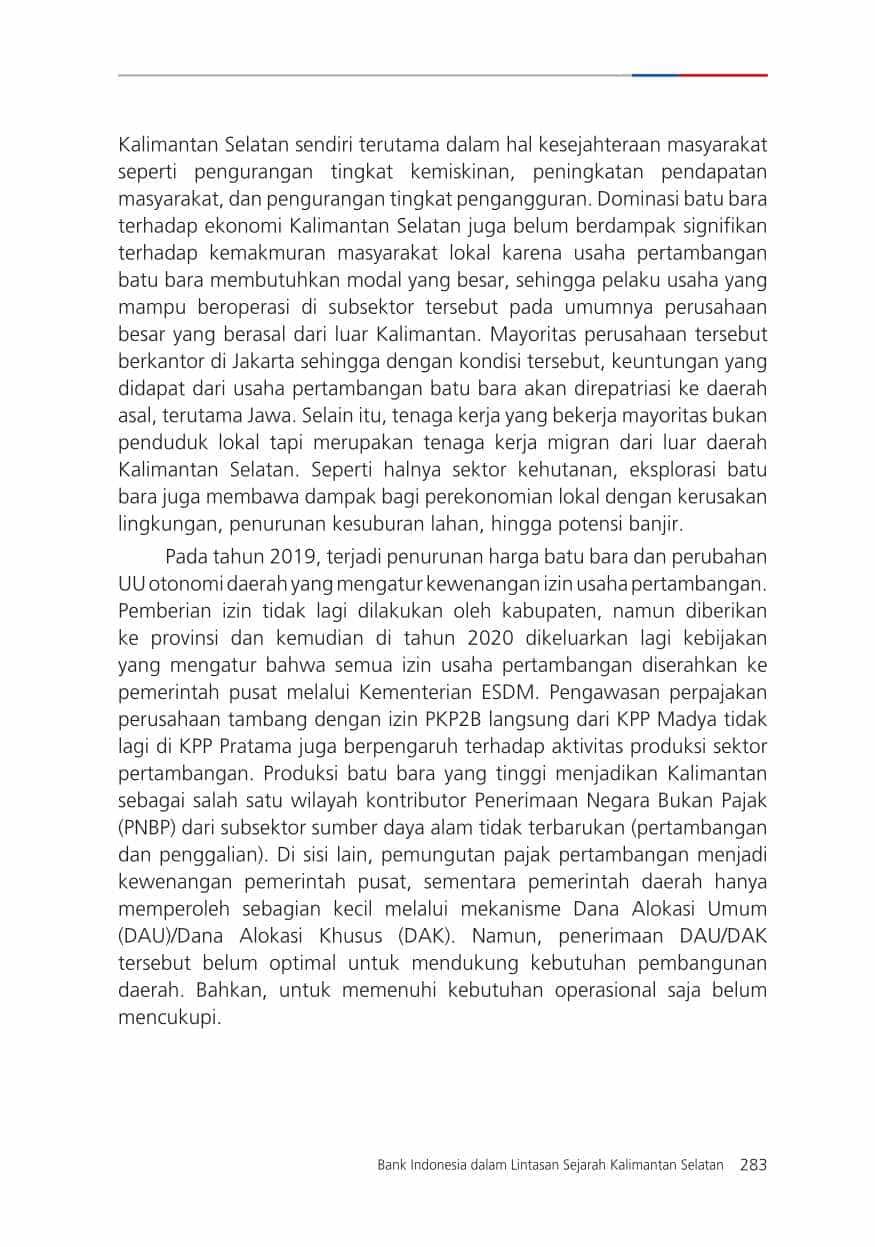 Kalimantan Selatan sendiri terutama dalam hal kesejahteraan masyarakat
seperti pengurangan tingkat kemiskinan, peningkatan pendapatan
masyarakat, dan pengurangan tingkat pengangguran. Dominasi batu bara
terhadap ekonomi Kalimantan Selatan juga belum berdampak signifikan
terhadap kemakmuran masyarakat lokal karena usaha pertambangan
batu bara membutuhkan modal yang besar, sehingga pelaku usaha yang
mampu beroperasi di subsektor tersebut pada umumnya perusahaan
besar yang berasal dari luar Kalimantan. Mayoritas perusahaan tersebut
berkantor di Jakarta sehingga dengan kondisi tersebut, keuntungan yang
didapat dari usaha pertambangan batu bara akan direpatriasi ke daerah
asal, terutama Jawa. Selain itu, tenaga kerja yang bekerja mayoritas bukan
penduduk lokal tapi merupakan tenaga kerja migran dari luar daerah
Kalimantan Selatan. Seperti halnya sektor kehutanan, eksplorasi batu
bara juga membawa dampak bagi perekonomian lokal dengan kerusakan
lingkungan, penurunan kesuburan lahan, hingga potensi banjir.
Pada tahun 2019, terjadi penurunan harga batu bara dan perubahan
UU otonomi daerah yang mengatur kewenangan izin usaha pertambangan.
Pemberian izin tidak lagi dilakukan oleh kabupaten, namun diberikan
ke provinsi dan kemudian di tahun 2020 dikeluarkan lagi kebijakan
yang mengatur bahwa semua izin usaha pertambangan diserahkan ke
pemerintah pusat melalui Kementerian ESDM. Pengawasan perpajakan
perusahaan tambang dengan izin PKP2B langsung dari KPP Madya tidak
lagi di KPP Pratama juga berpengaruh terhadap aktivitas produksi sektor
pertambangan. Produksi batu bara yang tinggi menjadikan Kalimantan
sebagai salah satu wilayah kontributor Penerimaan Negara Bukan Pajak
(PNBP) dari subsektor sumber daya alam tidak terbarukan (pertambangan
dan penggalian). Di sisi lain, pemungutan pajak pertambangan menjadi
kewenangan pemerintah pusat, sementara pemerintah daerah hanya
memperoleh sebagian kecil melalui mekanisme Dana Alokasi Umum
(DAU)/Dana Alokasi Khusus (DAK). Namun, penerimaan DAU/DAK
tersebut belum optimal untuk mendukung kebutuhan pembangunan
daerah. Bahkan, untuk memenuhi kebutuhan operasional saja belum
mencukupi.
Bank Indonesia dalam Lintasan Sejarah Kalimantan Selatan 283